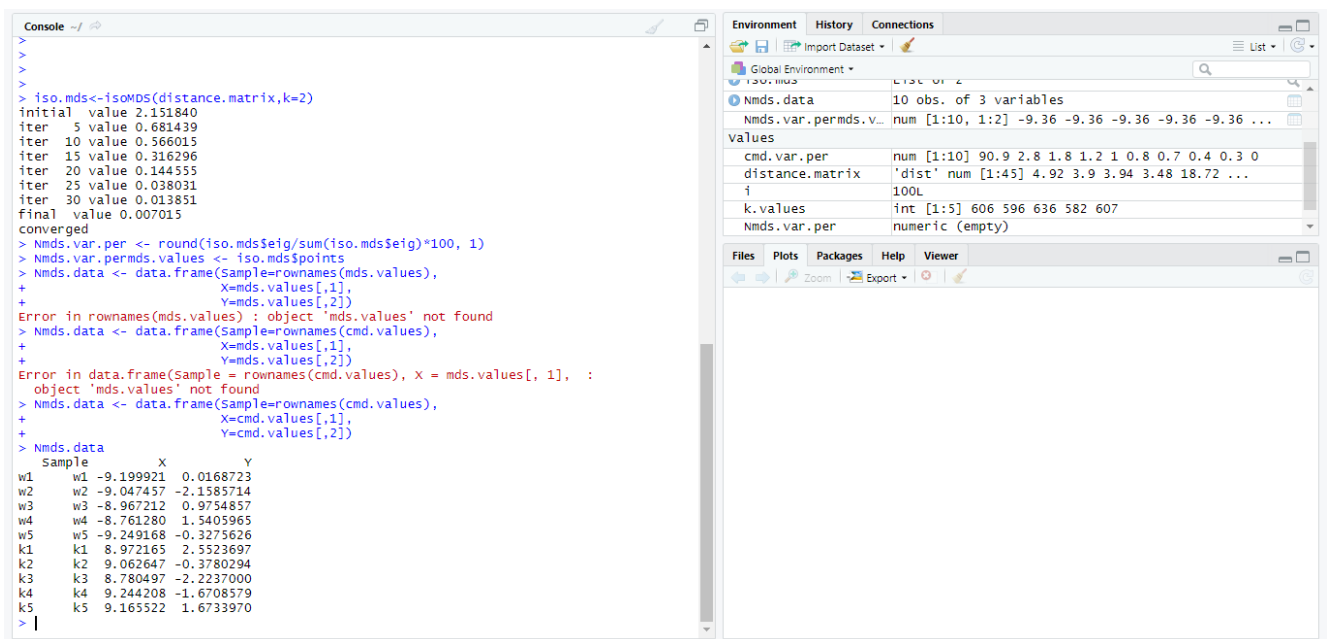 Console ~/
>
>
>
>
> iso.mds<-isoMDS(distance.matrix,k=2)
initial  value 2.151840
iter   5 value 0.681439
iter  10 value 0.566015
iter  15 value 0.316296
iter  20 value 0.144555
iter  25 value 0.038031
iter  30 value 0.013851
final  value 0.007015
converged
> Nmds.var.per <- round(iso.mds$eig/sum(iso.mds$eig)*100, 1)
> Nmds.var.permds.values <- iso.mds$points
> Nmds.data <- data.frame(Sample=rownames(mds.values),
+                         X=mds.values[,1],
+                         Y=mds.values[,2])
Error in rownames(mds.values) : object 'mds.values' not found
> Nmds.data <- data.frame(Sample=rownames(cmd.values),
+                         X=mds.values[,1],
+                         Y=mds.values[,2])
Error in data.frame(Sample = rownames(cmd.values), X = mds.values[, 1],  :
  object 'mds.values' not found
> Nmds.data <- data.frame(Sample=rownames(cmd.values),
+                         X=cmd.values[,1],
+                         Y=cmd.values[,2])
> Nmds.data
   Sample         X          Y
w1     w1 -9.199921  0.0168723
w2     w2 -9.047457 -2.1585714
w3     w3 -8.967212  0.9754857
w4     w4 -8.761280  1.5405965
w5     w5 -9.249168 -0.3275626
k1     k1  8.972165  2.5523697
k2     k2  9.062647 -0.3780294
k3     k3  8.780497 -2.2237000
k4     k4  9.244208 -1.6708579
k5     k5  9.165522  1.6733970
>
Environment History Connections
Import Dataset List
Global Environment
iso.mds List of 2
Nmds.data 10 obs. of 3 variables
Nmds.var.permds.v… num [1:10, 1:2] -9.36 -9.36 -9.36 -9.36 -9.36 ...
Values
cmd.var.per num [1:10] 90.9 2.8 1.8 1.2 1 0.8 0.7 0.4 0.3 0
distance.matrix 'dist' num [1:45] 4.92 3.9 3.94 3.48 18.72 ...
i 100L
k.values int [1:5] 606 596 636 582 607
Nmds.var.per numeric (empty)
Files Plots Packages Help Viewer
Zoom Export